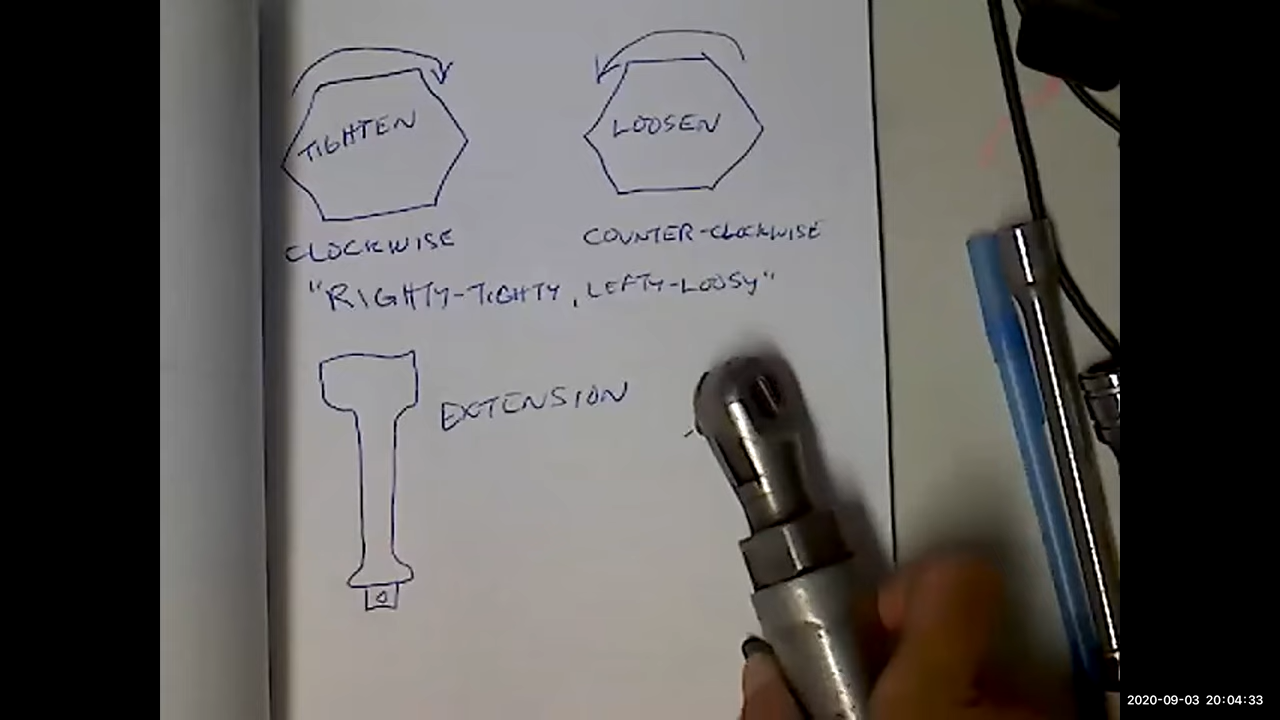 TIGHTEN
LOOSEN
CLOCKWISE
COUNTER-CLOCKWISE
"RIGHTY-TIGHTY, LEFTY-LOOSY"
EXTENSION
2020-09-03 20:04:33